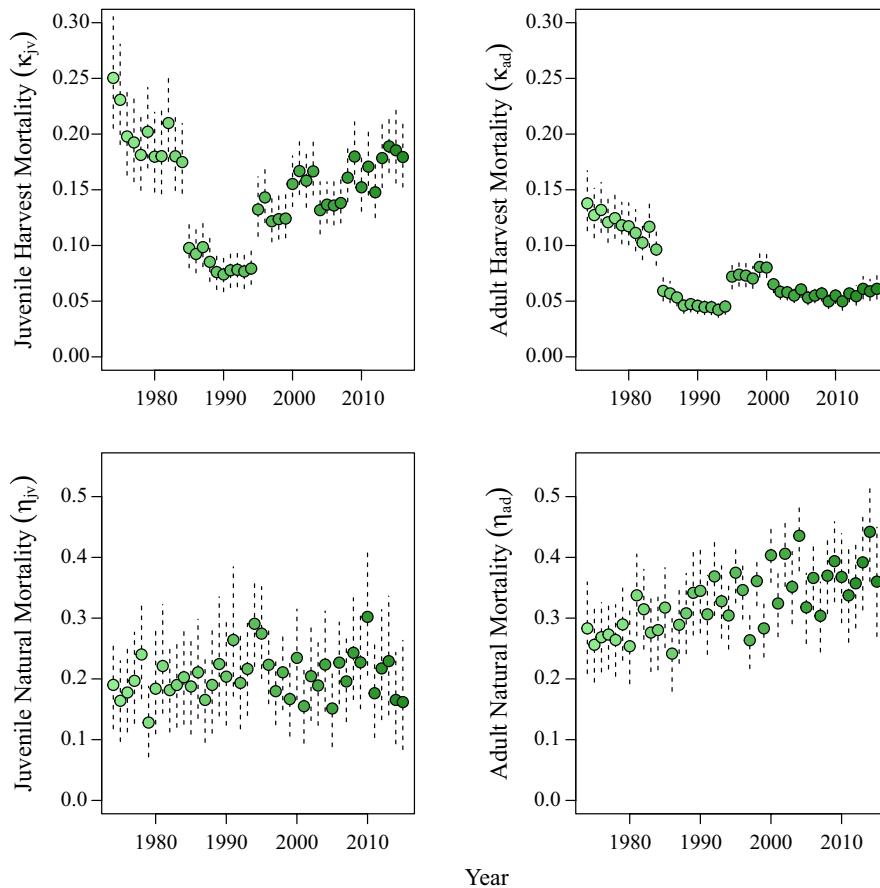 Juvenile Harvest Mortality (κjv)
0.30
0.25
0.20
0.15
0.10
0.05
0.00
1980 1990 2000 2010
Adult Harvest Mortality (κad)
0.30
0.25
0.20
0.15
0.10
0.05
0.00
1980 1990 2000 2010
Juvenile Natural Mortality (ηjv)
0.5
0.4
0.3
0.2
0.1
0.0
1980 1990 2000 2010
Adult Natural Mortality (ηad)
0.5
0.4
0.3
0.2
0.1
0.0
1980 1990 2000 2010
Year